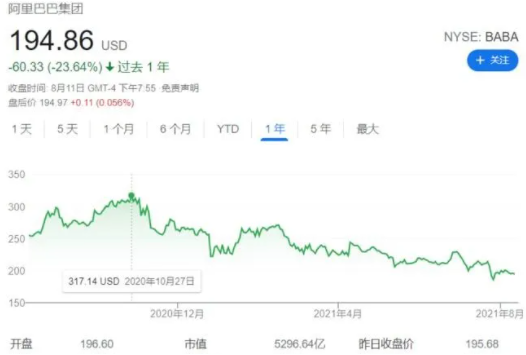 阿里巴巴集团
194.86 USD
NYSE: BABA
-60.33 (-23.64%) ↓ 过去 1 年
+ 关注
收盘时间: 8月11日 GMT-4 下午7:55 免责声明
盘后价 194.97 +0.11 (0.056%)
1 天 5 天 1 个月 6 个月 YTD 1 年 5 年 最大
350
300
250
200
150
317.14 USD 2020年10月27日
2020年12月 2021年4月 2021年8月
开盘 196.60 市值 5296.64亿 昨日收盘价 195.68